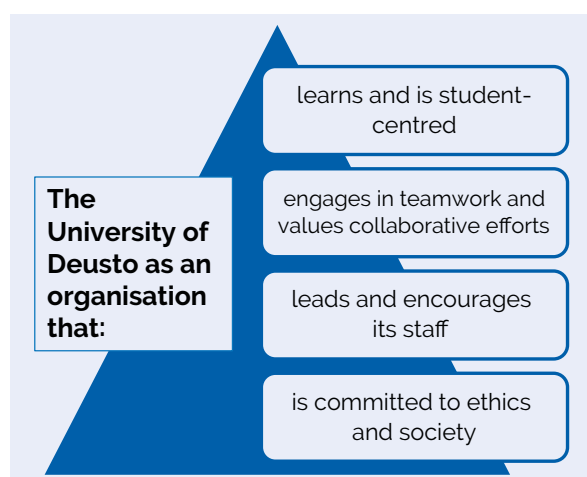 The
University of
Deusto as an
organisation
that:
learns and is student-
centred
engages in teamwork and
values collaborative efforts
leads and encourages
its staff
is committed to ethics
and society